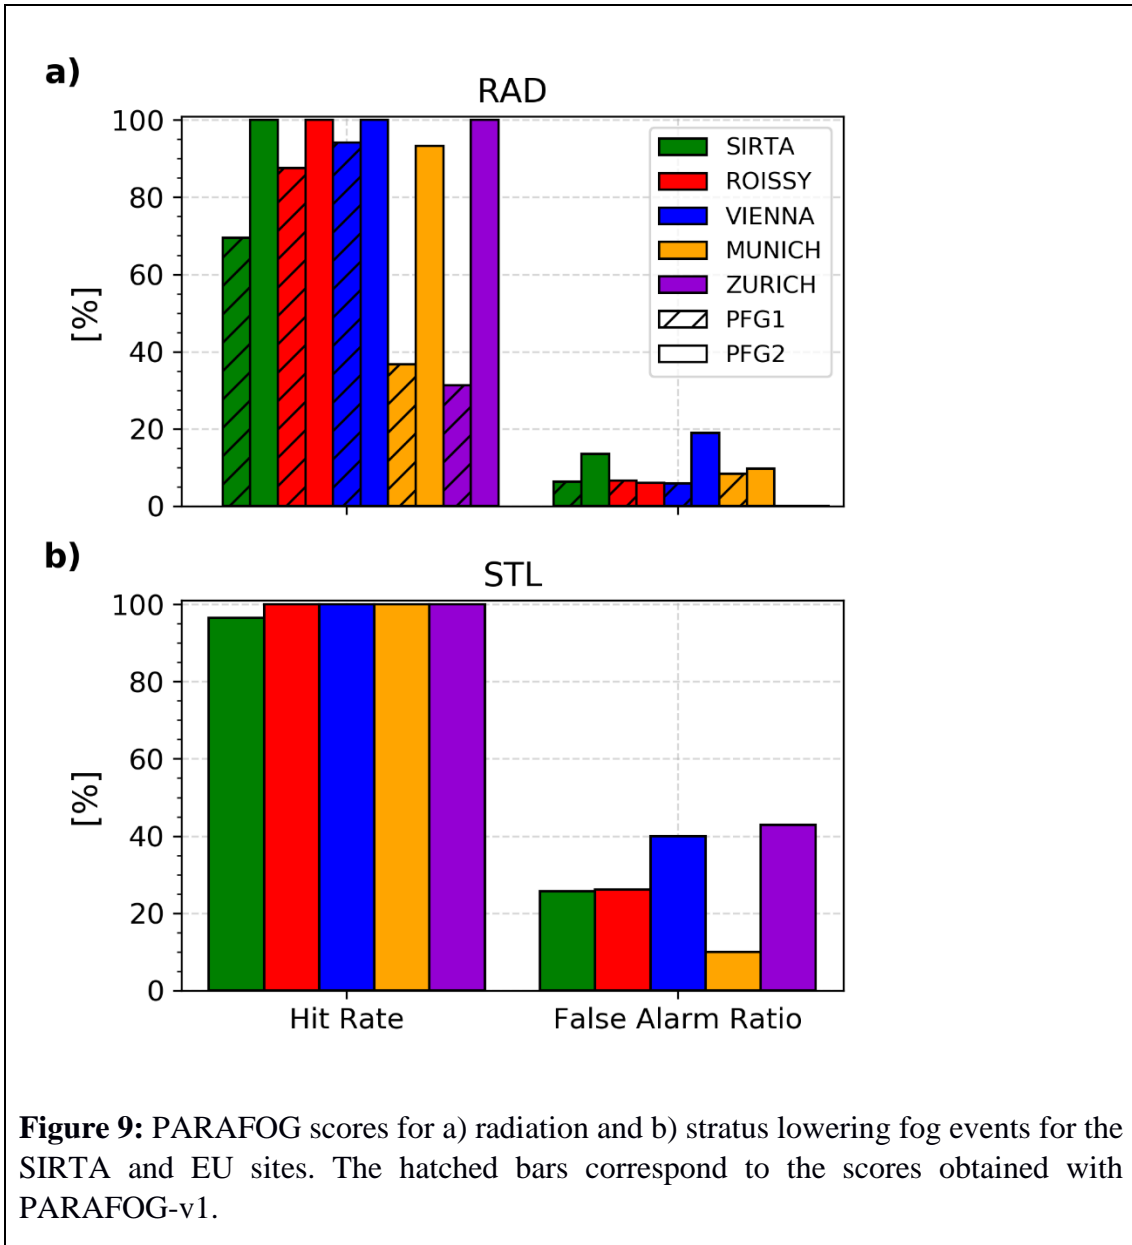 a)
RAD
100
80
60
40
20
0
[%]
SIRTA
ROISSY
VIENNA
MUNICH
ZURICH
PFG1
PFG2
b)
STL
100
80
60
40
20
0
[%]
Hit Rate
False Alarm Ratio
Figure 9: PARAFOG scores for a) radiation and b) stratus lowering fog events for the
SIRTA and EU sites. The hatched bars correspond to the scores obtained with
PARAFOG-v1.